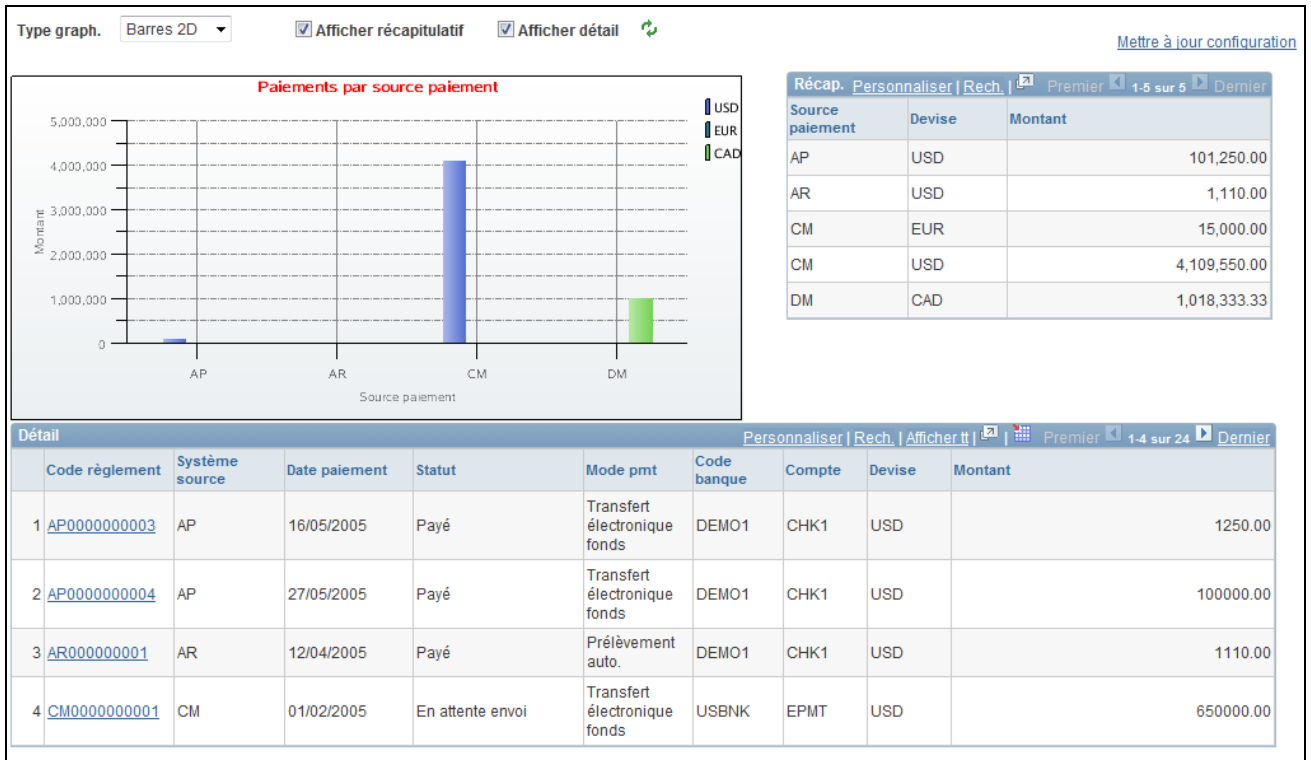 Type graph. Barres 2D Afficher récapitulatif Afficher détail
Mettre à jour configuration
Paiements par source paiement
USD
EUR
CAD
5,000,000
4,000,000
3,000,000
2,000,000
1,000,000
0
Montant
AP AR CM DM
Source paiement
Récap. Personnaliser | Rech. | Premier 1-5 sur 5 Dernier
Source paiement Devise Montant
AP USD 101,250.00
AR USD 1,110.00
CM EUR 15,000.00
CM USD 4,109,550.00
DM CAD 1,018,333.33
Détail Personnaliser | Rech. | Afficher tt | | Premier 1-4 sur 24 Dernier
Code règlement Système source Date paiement Statut Mode pmt Code banque Compte Devise Montant
1 AP0000000003 AP 16/05/2005 Payé Transfert électronique fonds DEMO1 CHK1 USD 1250.00
2 AP0000000004 AP 27/05/2005 Payé Transfert électronique fonds DEMO1 CHK1 USD 100000.00
3 AR000000001 AR 12/04/2005 Payé Prélèvement auto. DEMO1 CHK1 USD 1110.00
4 CM0000000001 CM 01/02/2005 En attente envoi Transfert électronique fonds USBNK EPMT USD 650000.00